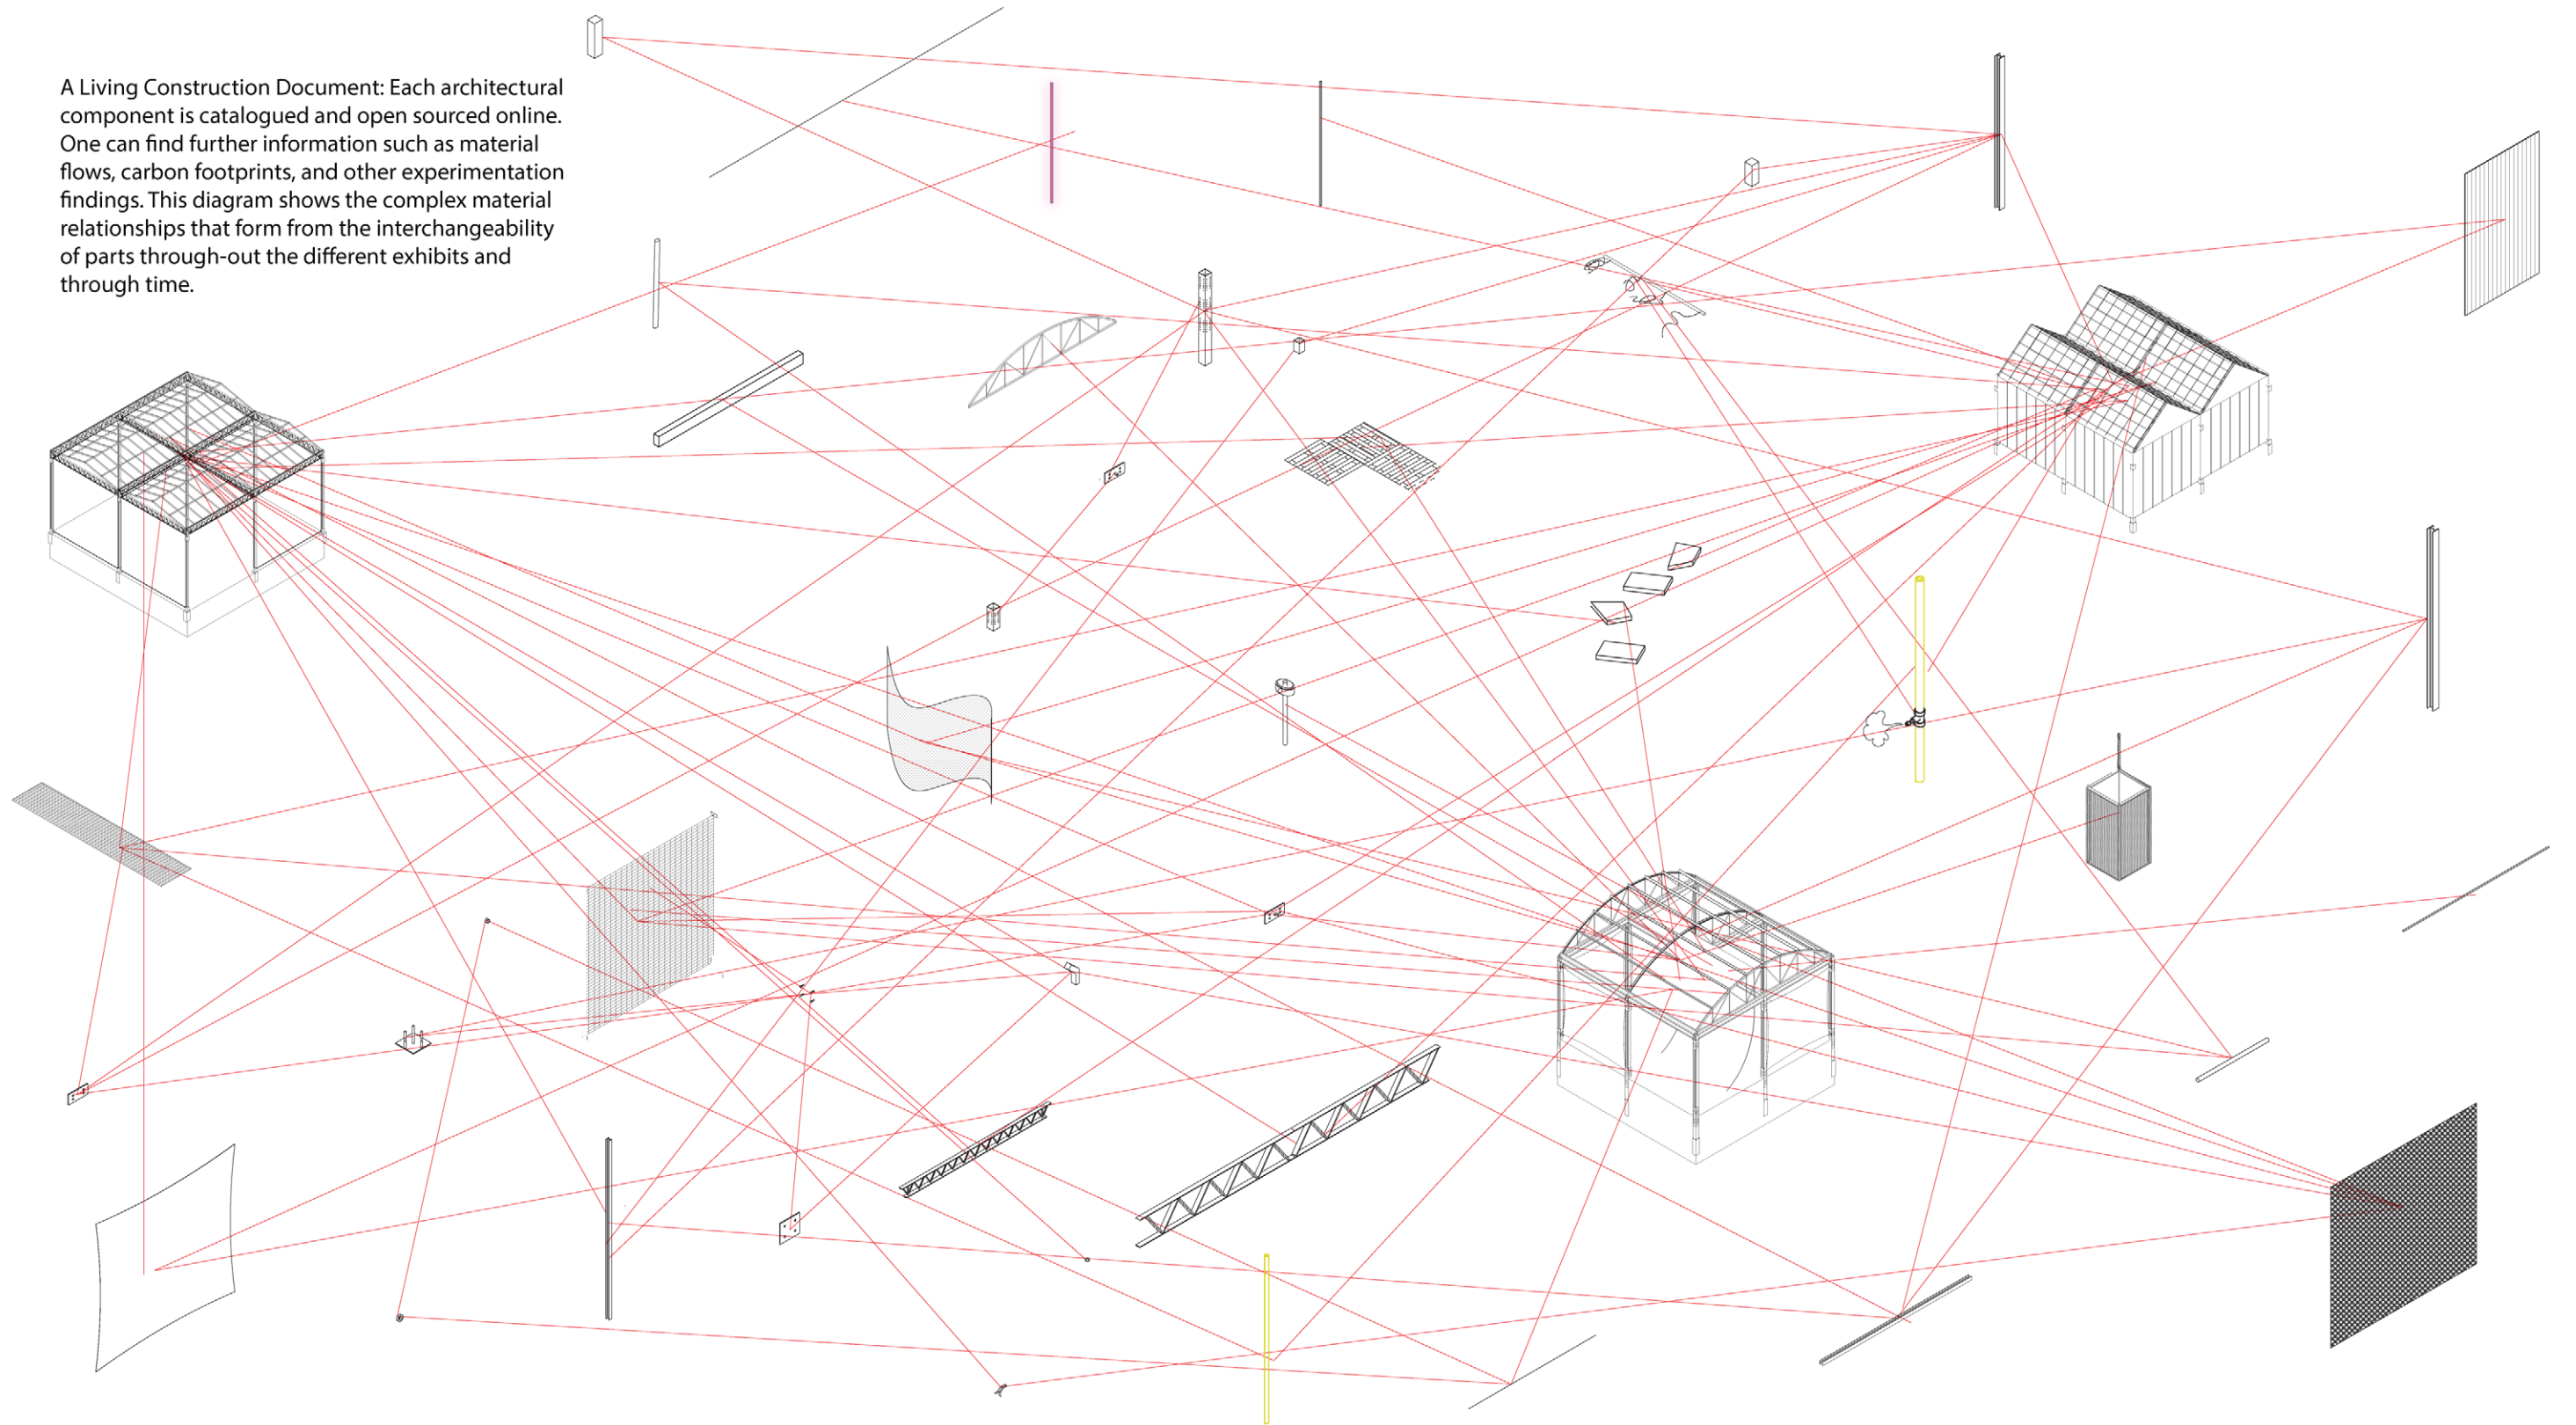 A Living Construction Document: Each architectural
component is catalogued and open sourced online.
One can find further information such as material
flows, carbon footprints, and other experimentation
findings. This diagram shows the complex material
relationships that form from the interchangeability
of parts through-out the different exhibits and
through time.